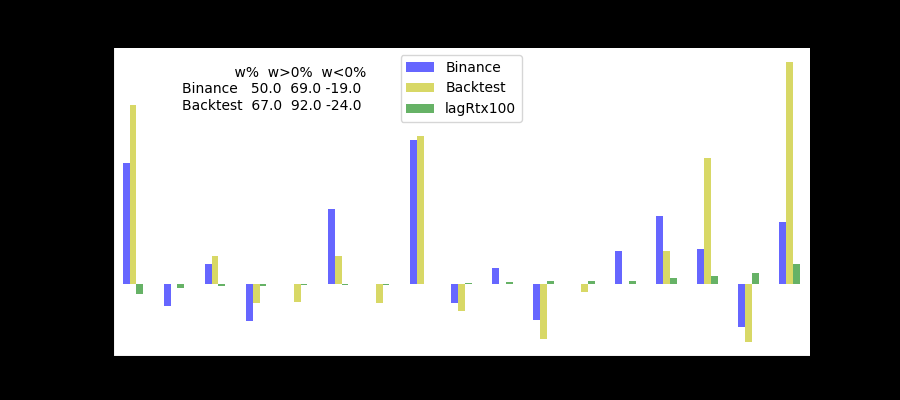 w%  w>0%  w<0%
Binance   50.0  69.0 -19.0
Backtest  67.0  92.0 -24.0
Binance
Backtest
lagRtx100